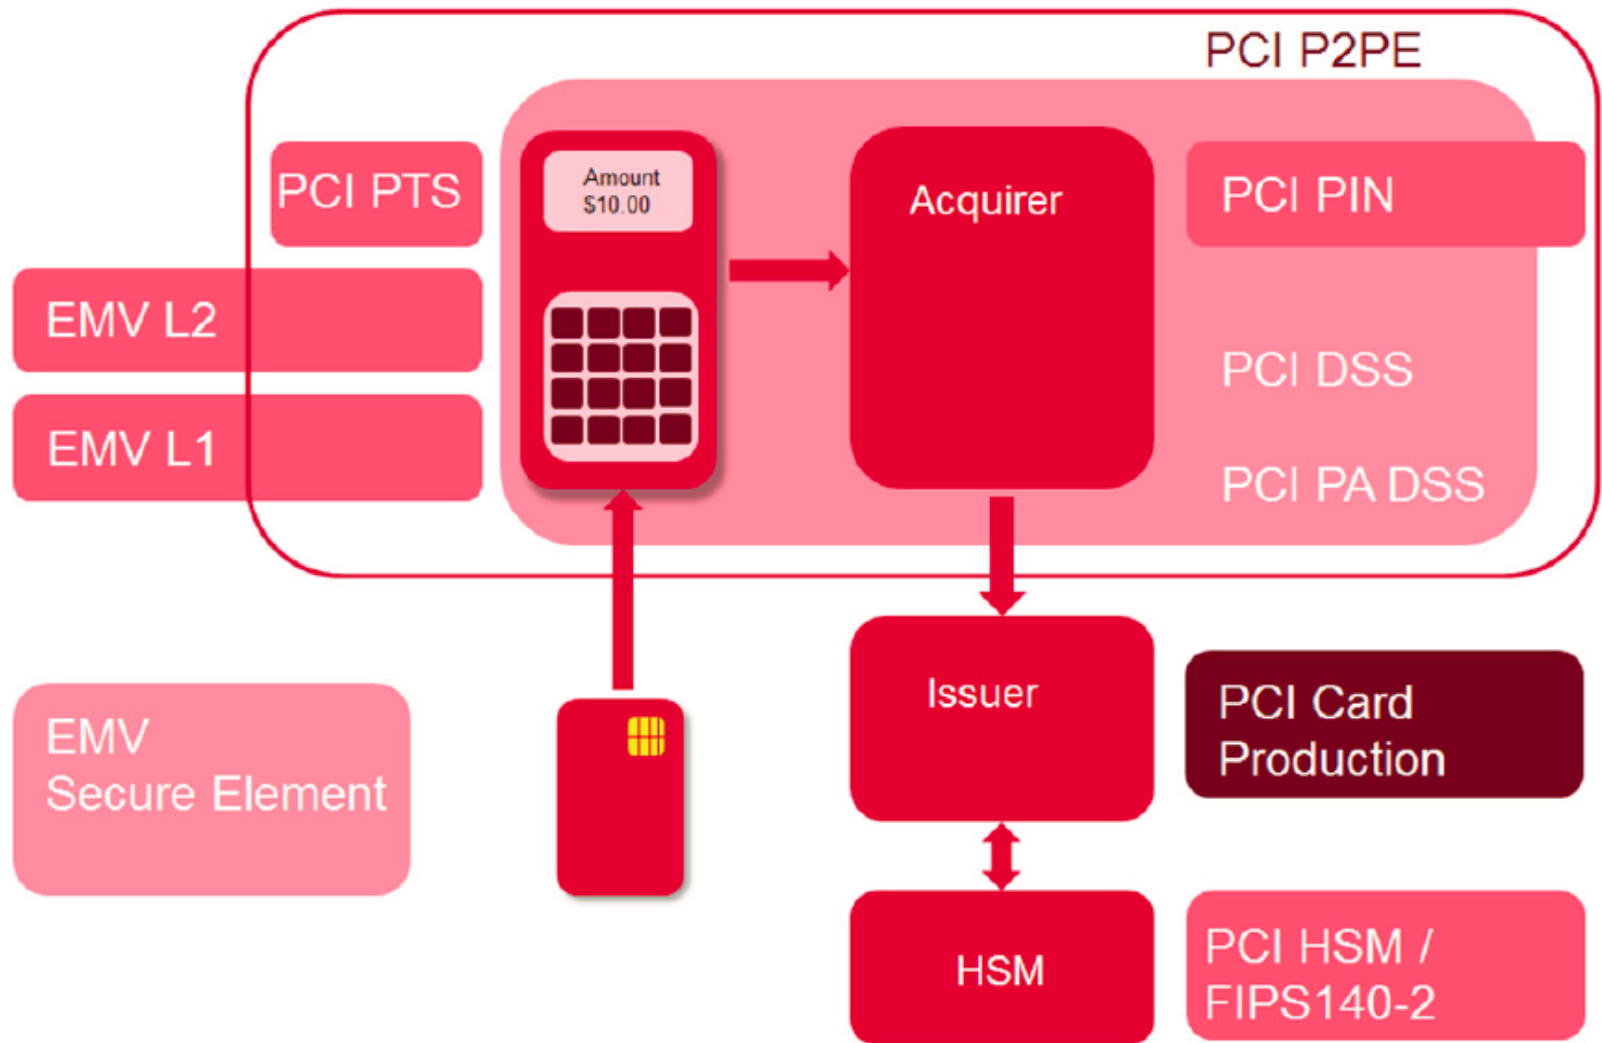 PCI P2PE
PCI PTS
Amount
$10.00
Acquirer
PCI PIN
EMV L2
PCI DSS
EMV L1
PCI PA DSS
Issuer
PCI Card
Production
EMV
Secure Element
HSM
PCI HSM /
FIPS140-2